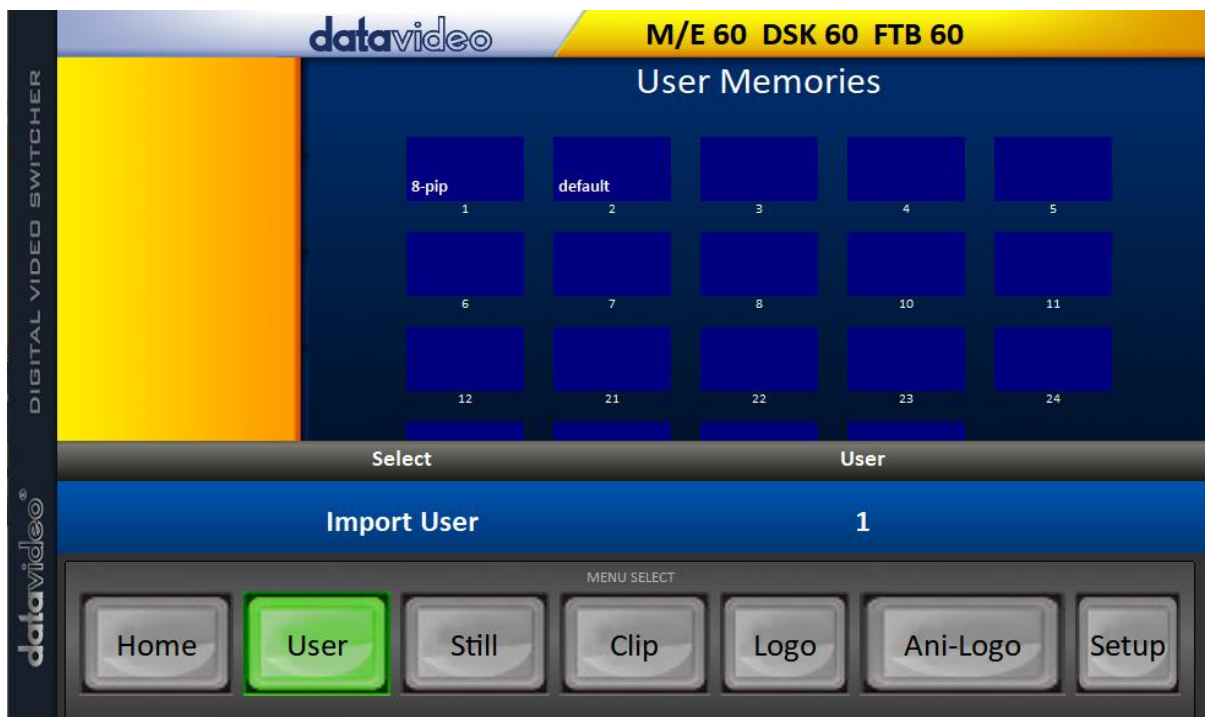 datavideo
M/E 60 DSK 60 FTB 60
DIGITAL VIDEO SWITCHER
datavideo®
User Memories
8-pip
default
1
2
3
4
5
6
7
8
10
11
12
21
22
23
24
Select
User
Import User
1
MENU SELECT
Home
User
Still
Clip
Logo
Ani-Logo
Setup